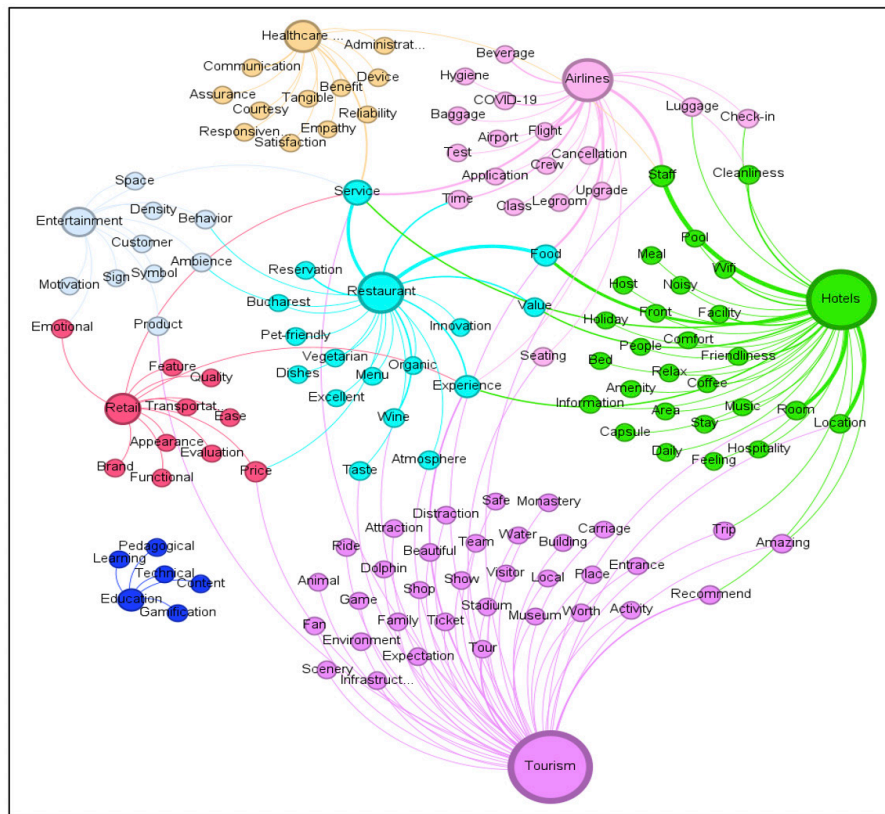 Healthcare ...
Administrat...
Communication
Device
Benefit
Assurance
Tangible
Courtesy
Reliability
Responsiven...
Empathy
Satisfaction
Beverage
Airlines
Hygiene
COVID-19
Baggage
Luggage
Check-in
Airport
Flight
Test
Cancellation
Crew
Application
Upgrade
Legroom
Class
Time
Staff
Cleanliness
Space
Service
Density
Entertainment
Behavior
Customer
Ambience
Symbol
Sign
Motivation
Product
Emotional
Reservation
Restaurant
Bucharest
Food
Value
Innovation
Pet-friendly
Vegetarian
Dishes
Menu
Organic
Excellent
Experience
Wine
Taste
Atmosphere
Seating
Pool
Meal
Wifi
Host
Noisy
Hotels
Front
Facility
Holiday
People
Comfort
Friendliness
Bed
Relax
Coffee
Amenity
Information
Area
Music
Room
Stay
Location
Capsule
Daily
Hospitality
Feeling
Feature
Quality
Retail
Transportat...
Ease
Appearance
Evaluation
Brand
Functional
Price
Pedagogical
Learning
Technical
Content
Education
Gamification
Safe
Monastery
Distraction
Attraction
Team
Water
Carriage
Building
Trip
Ride
Beautiful
Amazing
Dolphin
Show
Visitor
Local
Place
Entrance
Animal
Game
Shop
Recommend
Stadium
Museum
Worth
Activity
Fan
Family
Ticket
Environment
Expectation
Tour
Scenery
Infrastruct...
Tourism